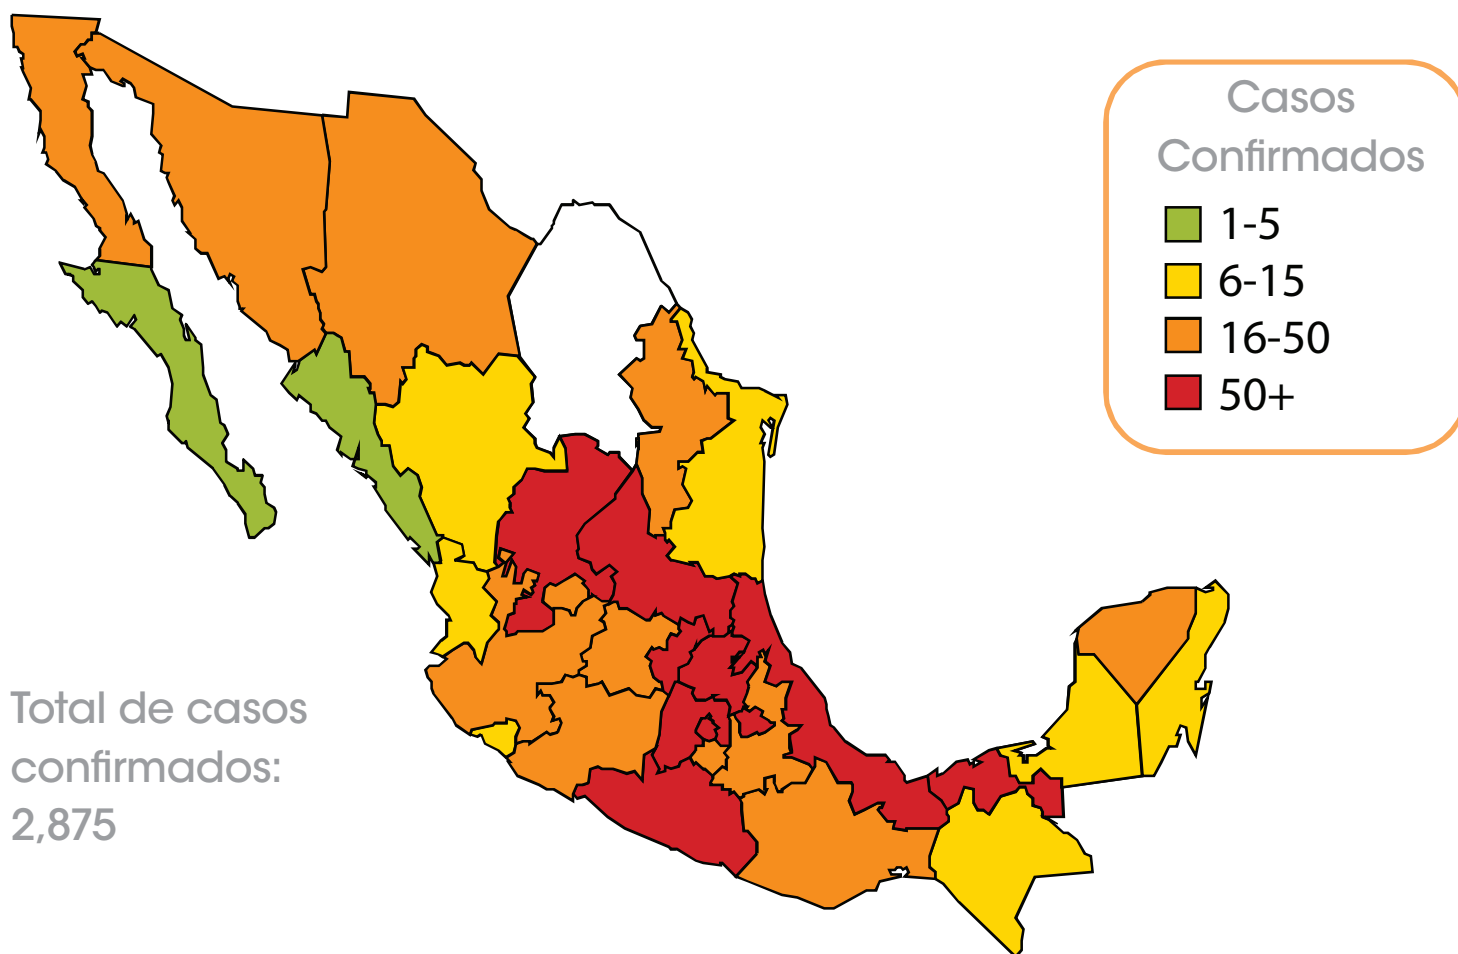 Casos
Confirmados
1-5
6-15
16-50
50+
Total de casos
confirmados:
2,875